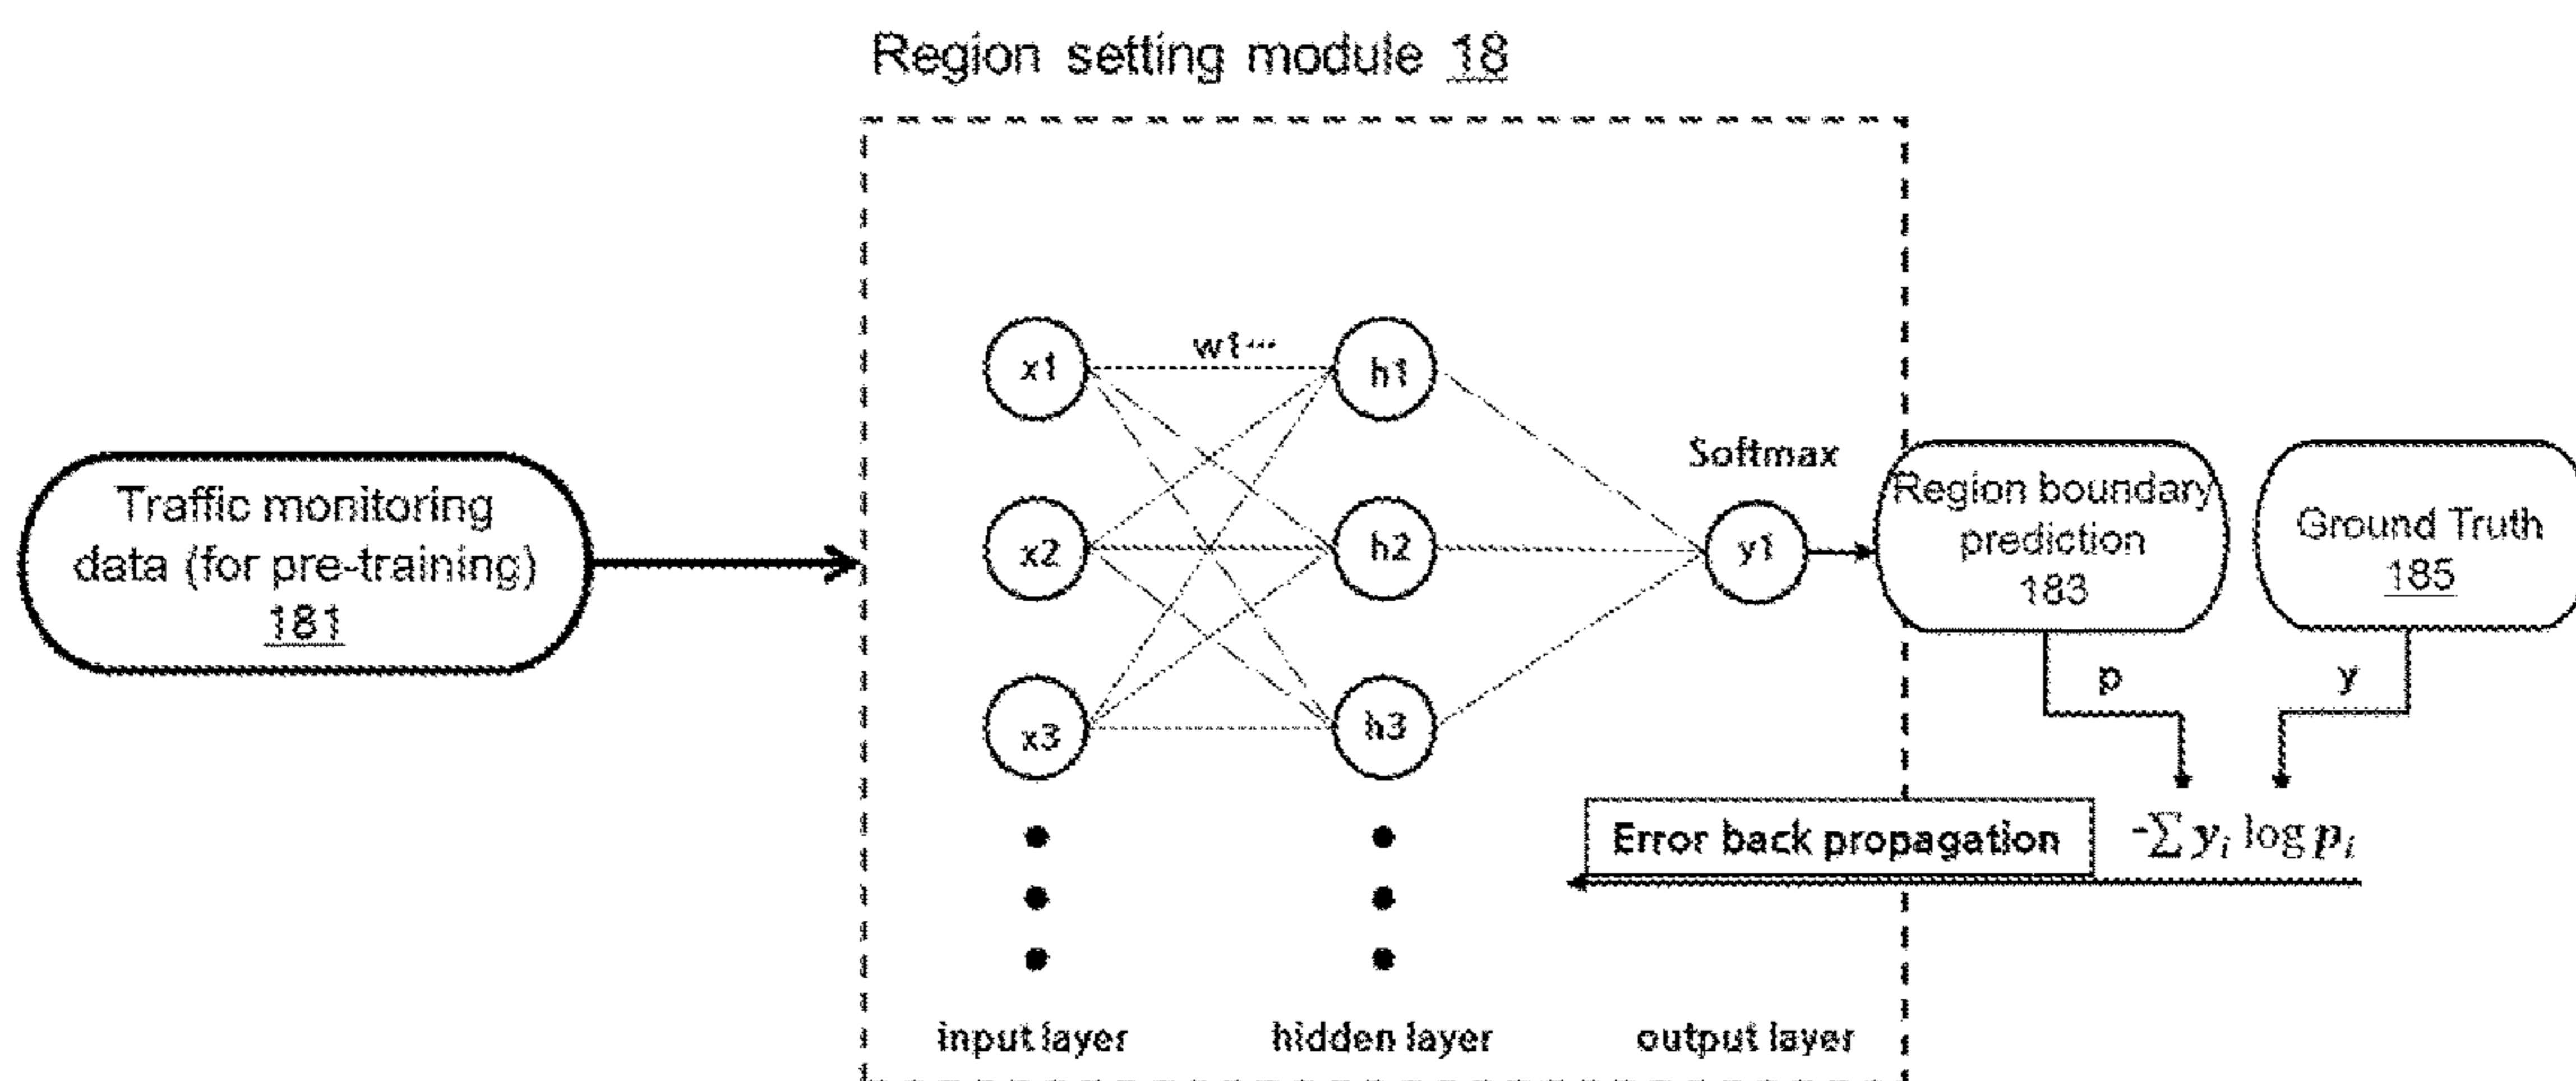 Region setting module 18
Traffic monitoring
data (for pre-training)
181
x1
w1...
h1
x2
h2
x3
h3
Softmax
y1
Region boundary
prediction
183
Ground Truth
185
p
y
Error back propagation
-∑ yᵢ log pᵢ
input layer
hidden layer
output layer